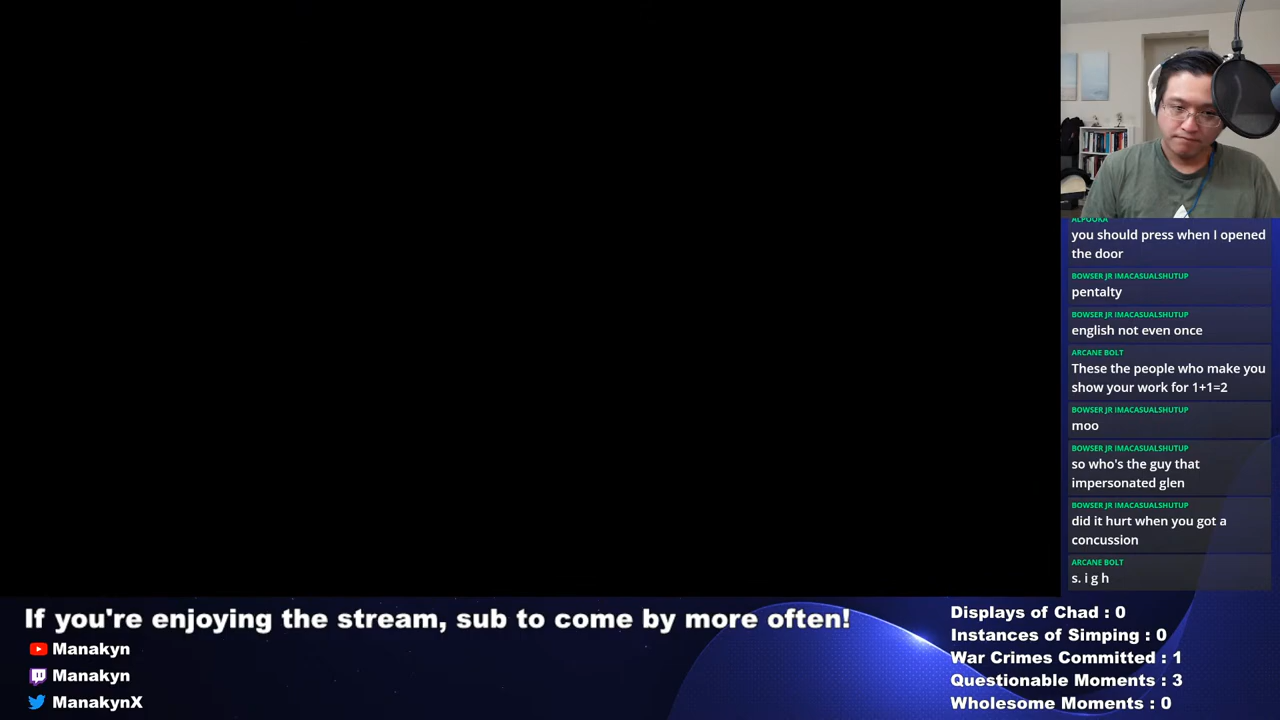 ALPOOKA
you should press when I opened
the door
BOWSER JR IMACASUALSHUTUP
pentalty
BOWSER JR IMACASUALSHUTUP
english not even once
ARCANE BOLT
These the people who make you
show your work for 1+1=2
BOWSER JR IMACASUALSHUTUP
moo
BOWSER JR IMACASUALSHUTUP
so who's the guy that
impersonated glen
BOWSER JR IMACASUALSHUTUP
did it hurt when you got a
concussion
ARCANE BOLT
s. i g h
If you're enjoying the stream, sub to come by more often!
Manakyn
Manakyn
ManakynX
Displays of Chad : 0
Instances of Simping : 0
War Crimes Committed : 1
Questionable Moments : 3
Wholesome Moments : 0